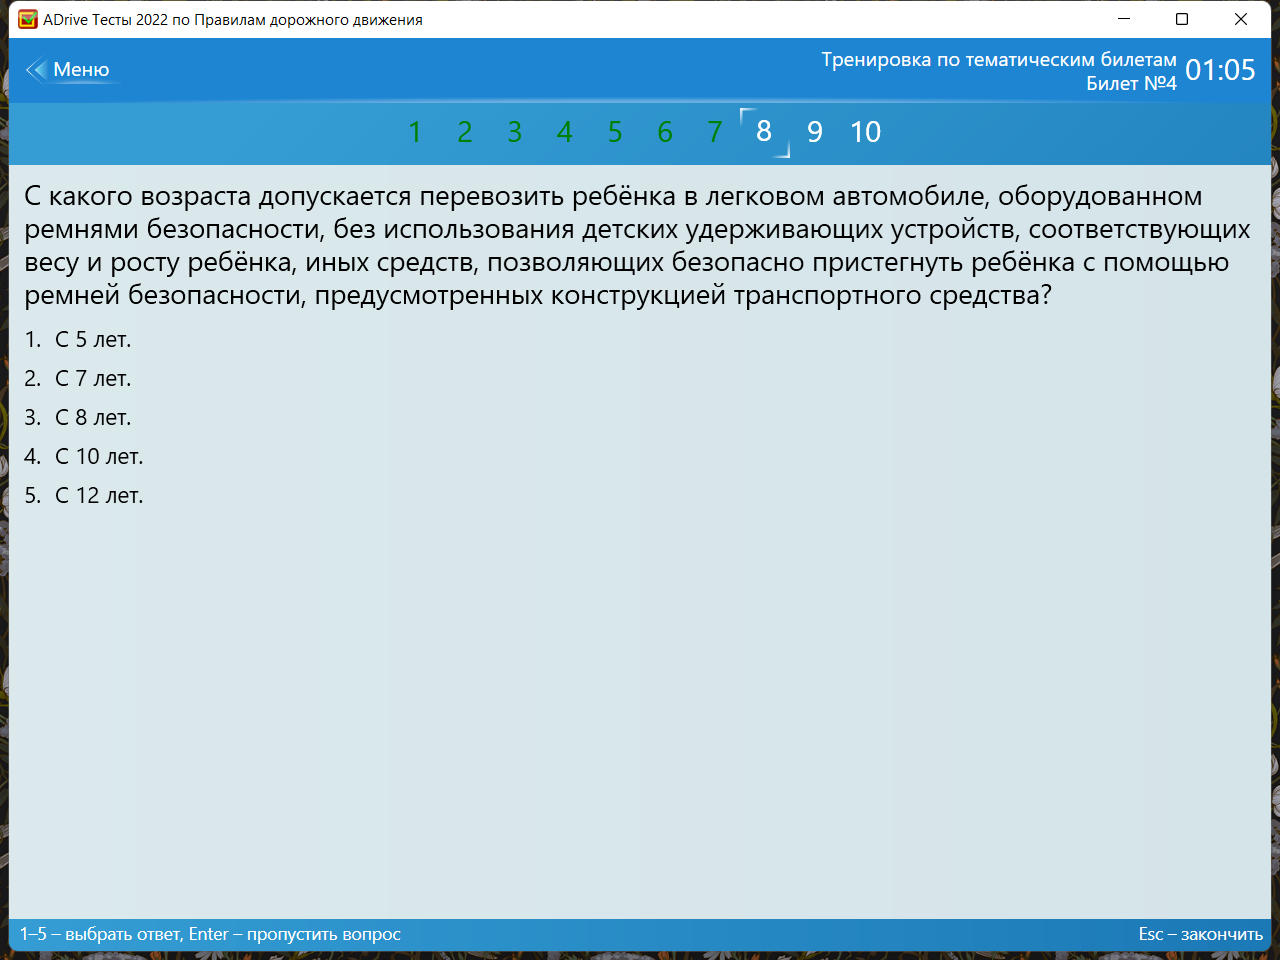 ADrive Тесты 2022 по Правилам дорожного движения
Меню
Тренировка по тематическим билетам
Билет №4
01:05
1 2 3 4 5 6 7 8 9 10
С какого возраста допускается перевозить ребёнка в легковом автомобиле, оборудованном
ремнями безопасности, без использования детских удерживающих устройств, соответствующих
весу и росту ребёнка, иных средств, позволяющих безопасно пристегнуть ребёнка с помощью
ремней безопасности, предусмотренных конструкцией транспортного средства?
1. С 5 лет.
2. С 7 лет.
3. С 8 лет.
4. С 10 лет.
5. С 12 лет.
1–5 – выбрать ответ, Enter – пропустить вопрос
Esc – закончить